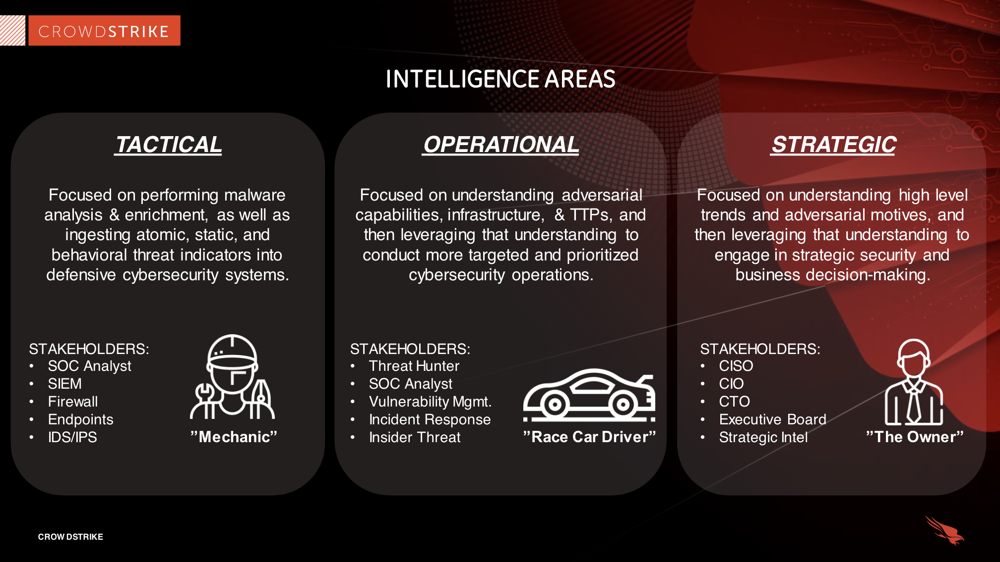 CROWDSTRIKE
INTELLIGENCE AREAS
TACTICAL
Focused on performing malware
analysis & enrichment, as well as
ingesting atomic, static, and
behavioral threat indicators into
defensive cybersecurity systems.
STAKEHOLDERS:
• SOC Analyst
• SIEM
• Firewall
• Endpoints
• IDS/IPS
”Mechanic”
OPERATIONAL
Focused on understanding adversarial
capabilities, infrastructure, & TTPs, and
then leveraging that understanding to
conduct more targeted and prioritized
cybersecurity operations.
STAKEHOLDERS:
• Threat Hunter
• SOC Analyst
• Vulnerability Mgmt.
• Incident Response
• Insider Threat
”Race Car Driver”
STRATEGIC
Focused on understanding high level
trends and adversarial motives, and
then leveraging that understanding to
engage in strategic security and
business decision-making.
STAKEHOLDERS:
• CISO
• CIO
• CTO
• Executive Board
• Strategic Intel
”The Owner”
CROWDSTRIKE